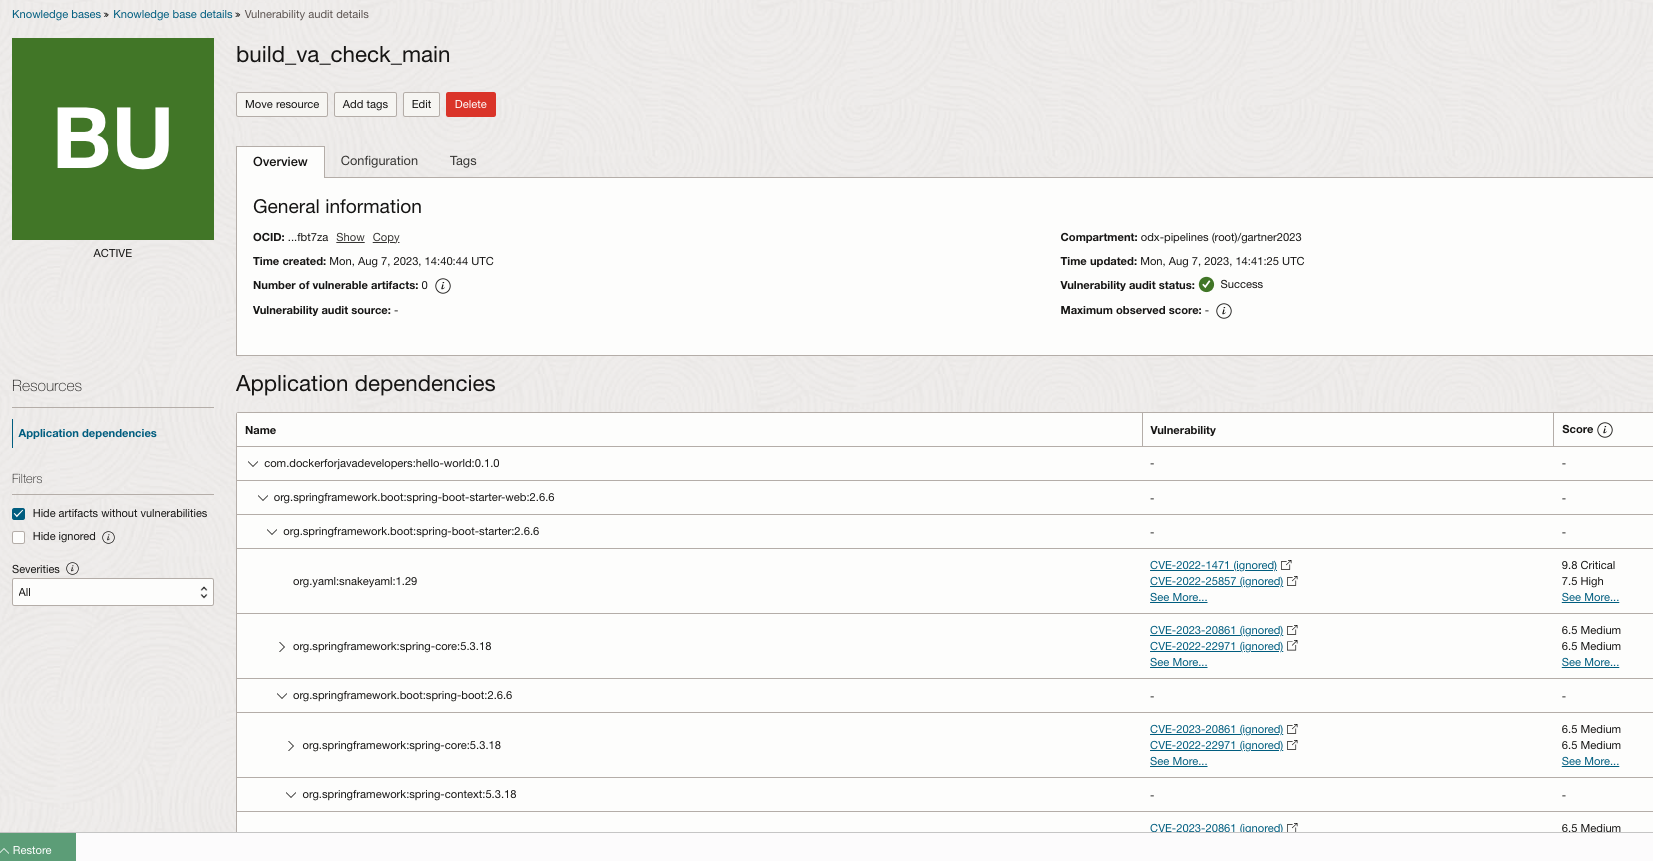 Knowledge bases » Knowledge base details » Vulnerability audit details
BU
ACTIVE
build_va_check_main
Move resource Add tags Edit Delete
Overview Configuration Tags
General information
OCID: ...fbt7za Show Copy
Time created: Mon, Aug 7, 2023, 14:40:44 UTC
Number of vulnerable artifacts: 0 i
Vulnerability audit source: -
Compartment: odx-pipelines (root)/gartner2023
Time updated: Mon, Aug 7, 2023, 14:41:25 UTC
Vulnerability audit status: Success
Maximum observed score: - i
Resources
Application dependencies
Filters
Hide artifacts without vulnerabilities
Hide ignored i
Severities i
All
Application dependencies
Name Vulnerability Score i
com.dockerforjavadevelopers:hello-world:0.1.0 - -
org.springframework.boot:spring-boot-starter-web:2.6.6 - -
org.springframework.boot:spring-boot-starter:2.6.6 - -
org.yaml:snakeyaml:1.29
CVE-2022-1471 (ignored) 9.8 Critical
CVE-2022-25857 (ignored) 7.5 High
See More... See More...
org.springframework:spring-core:5.3.18
CVE-2023-20861 (ignored) 6.5 Medium
CVE-2022-22971 (ignored) 6.5 Medium
See More... See More...
org.springframework.boot:spring-boot:2.6.6 - -
org.springframework:spring-core:5.3.18
CVE-2023-20861 (ignored) 6.5 Medium
CVE-2022-22971 (ignored) 6.5 Medium
See More... See More...
org.springframework:spring-context:5.3.18 - -
CVE-2023-20861 (ignored) 6.5 Medium
Restore